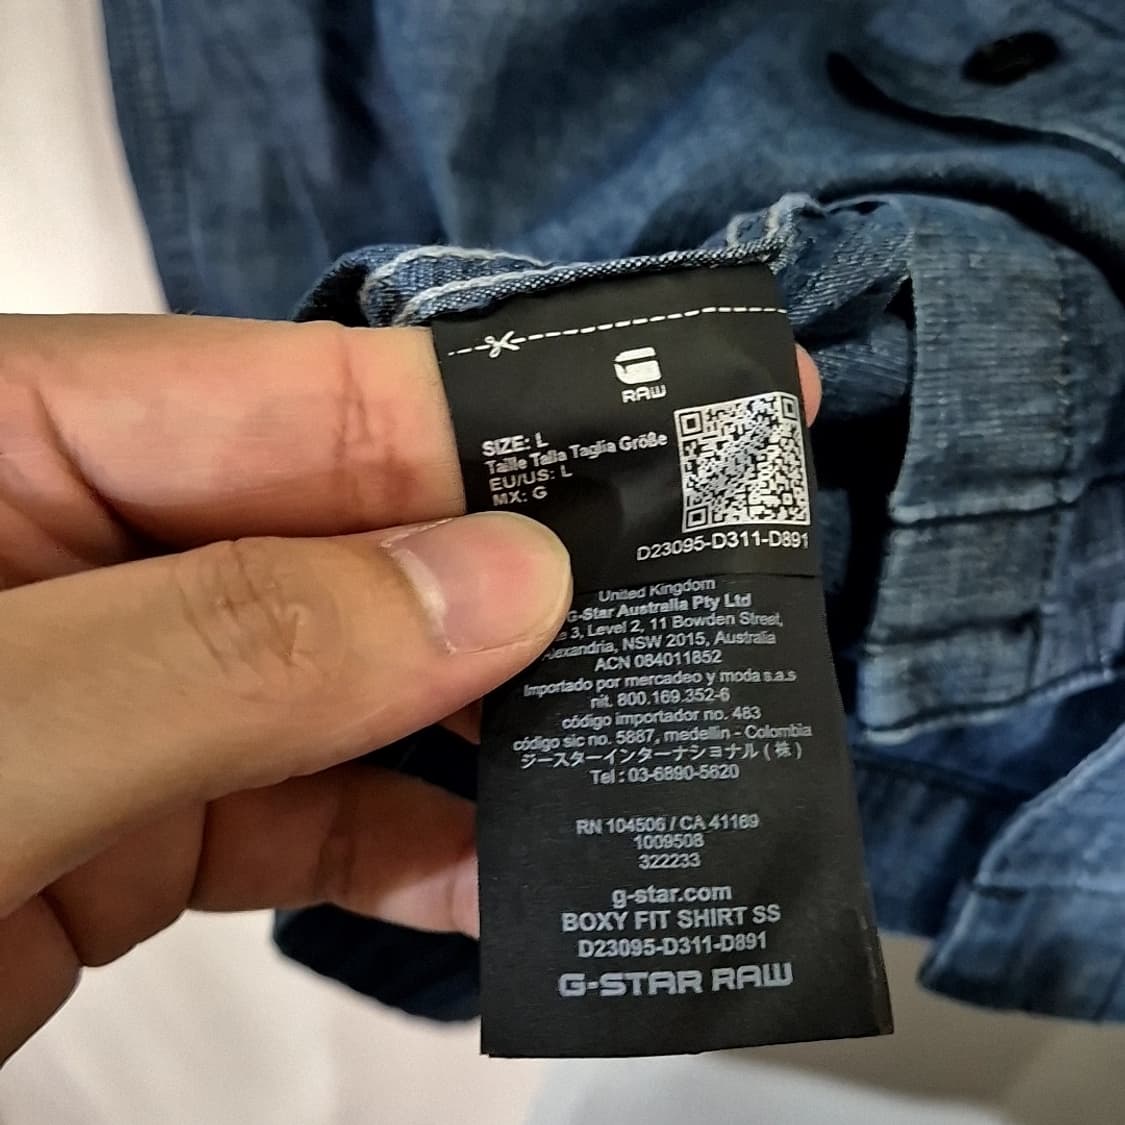 RAW
SIZE: L
Taille Talla Taglia Größe
EU/US: L
MX: G
D23095-D311-D891
United Kingdom
G-Star Australia Pty Ltd
3, Level 2, 11 Bowden Street,
Alexandria, NSW 2015, Australia
ACN 084011852
Importado por mercadeo y moda s.a.s
nit. 800.169.352-6
código importador no. 483
código sic no. 5887, medellin - Colombia
ジースターインターナショナル (株)
Tel : 03-6890-5620
RN 104506 / CA 41169
1009508
322233
g-star.com
BOXY FIT SHIRT SS
D23095-D311-D891
G-STAR RAW